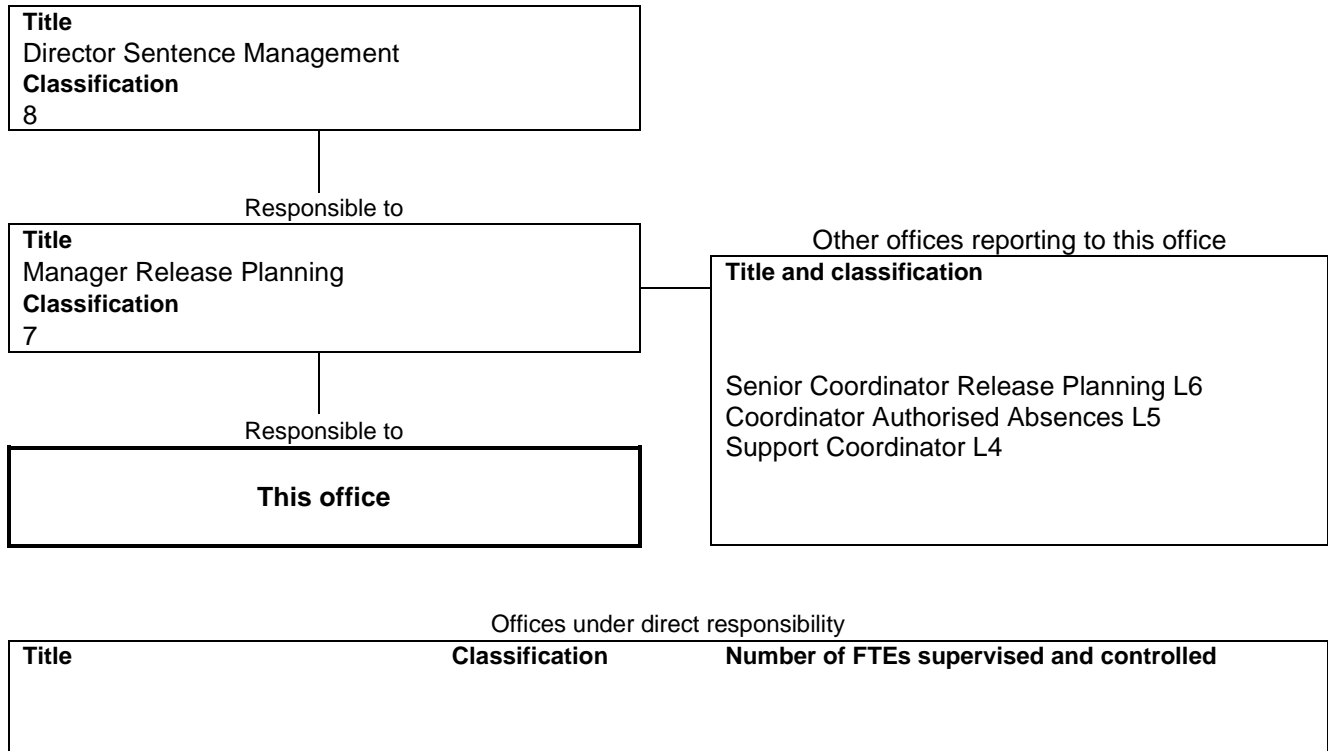 Title
Director Sentence Management
Classification
8
Responsible to
Title
Manager Release Planning
Classification
7
Other offices reporting to this office
Title and classification
Senior Coordinator Release Planning L6
Coordinator Authorised Absences L5
Support Coordinator L4
Responsible to
This office
Offices under direct responsibility
Title Classification Number of FTEs supervised and controlled